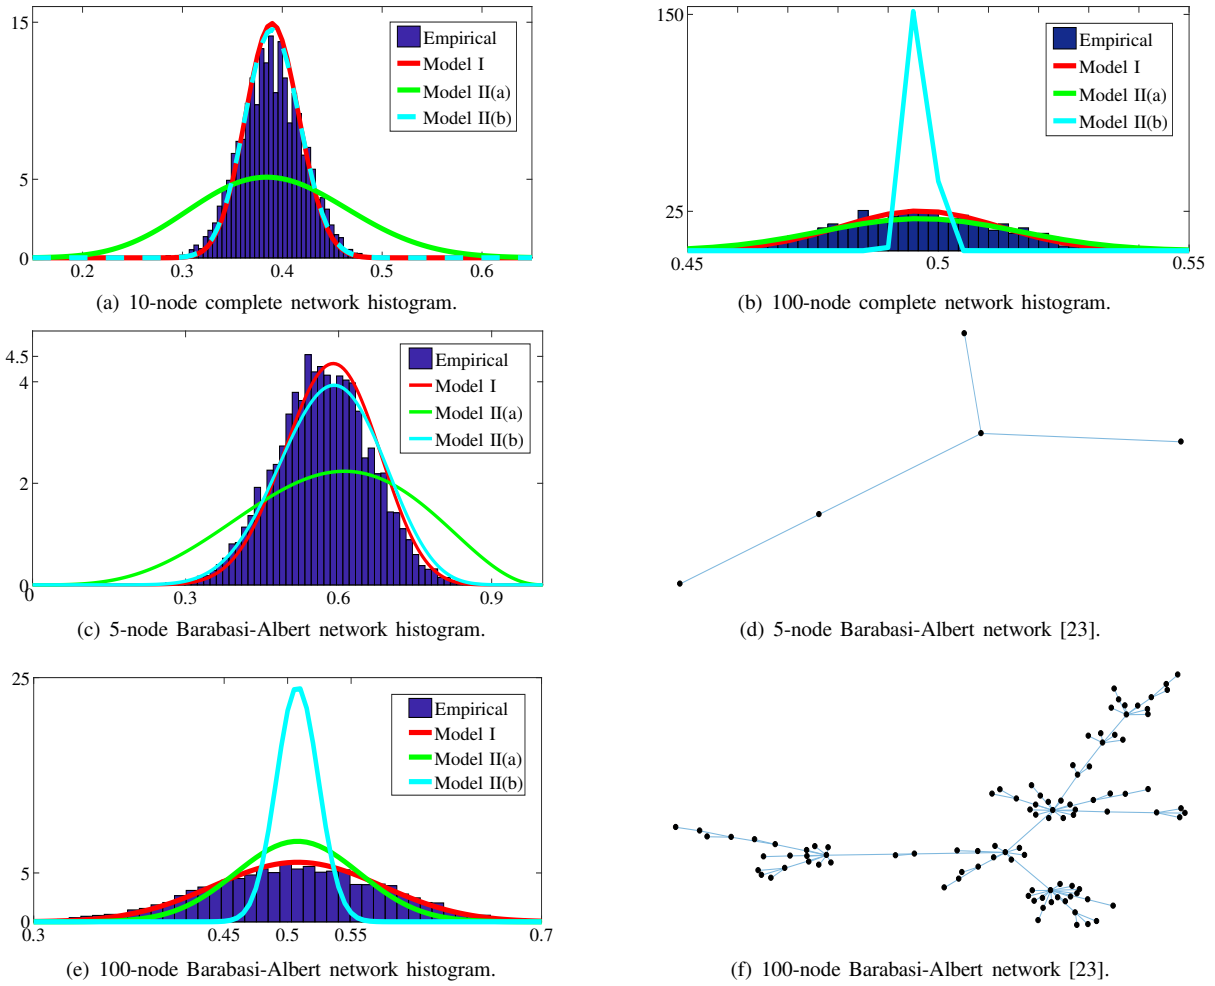 15
5
0
0.2
0.3
0.4
0.5
0.6
Empirical
Model I
Model II(a)
Model II(b)
(a) 10-node complete network histogram.
150
25
0.45
0.5
0.55
Empirical
Model I
Model II(a)
Model II(b)
(b) 100-node complete network histogram.
4.5
4
2
0
0
0.3
0.6
0.9
Empirical
Model I
Model II(a)
Model II(b)
(c) 5-node Barabasi-Albert network histogram.
(d) 5-node Barabasi-Albert network [23].
25
5
0
0.3
0.45
0.5
0.55
0.7
Empirical
Model I
Model II(a)
Model II(b)
(e) 100-node Barabasi-Albert network histogram.
(f) 100-node Barabasi-Albert network [23].